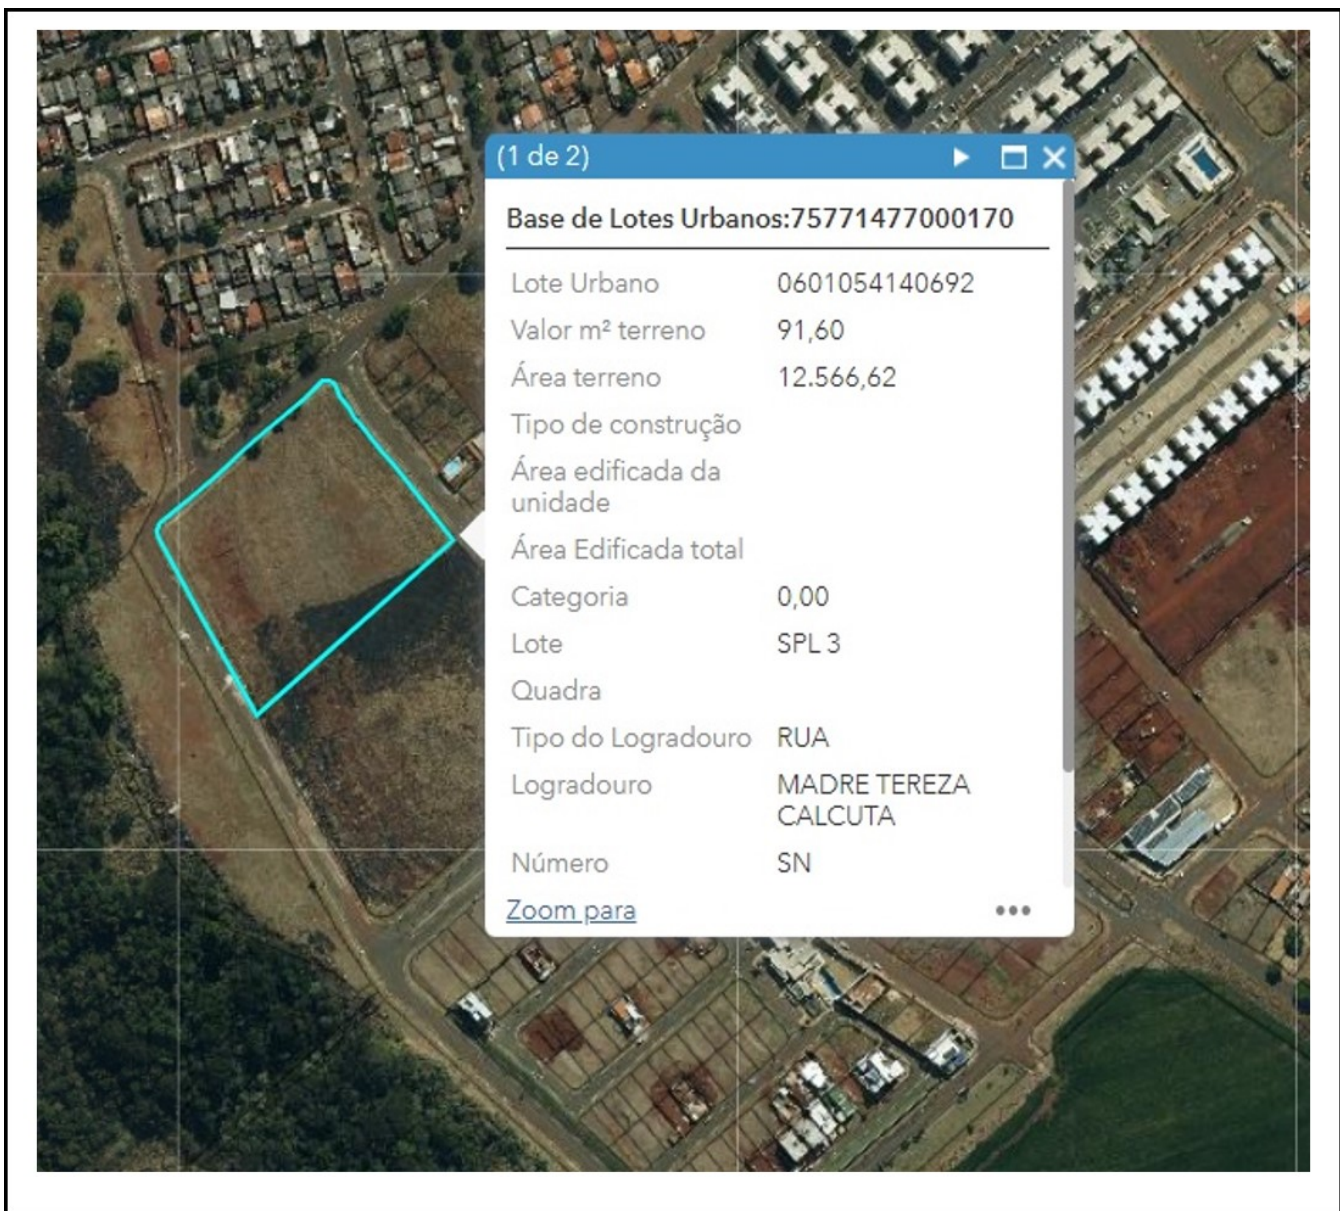 (1 de 2)
Base de Lotes Urbanos:75771477000170
Lote Urbano 0601054140692
Valor m² terreno 91,60
Área terreno 12.566,62
Tipo de construção
Área edificada da
unidade
Área Edificada total
Categoria 0,00
Lote SPL 3
Quadra
Tipo do Logradouro RUA
Logradouro MADRE TEREZA
CALCUTA
Número SN
Zoom para